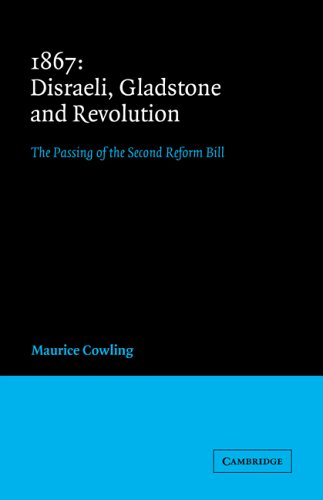 1867:
Disraeli, Gladstone
and Revolution
The Passing of the Second Reform Bill
Maurice Cowling
CAMBRIDGE